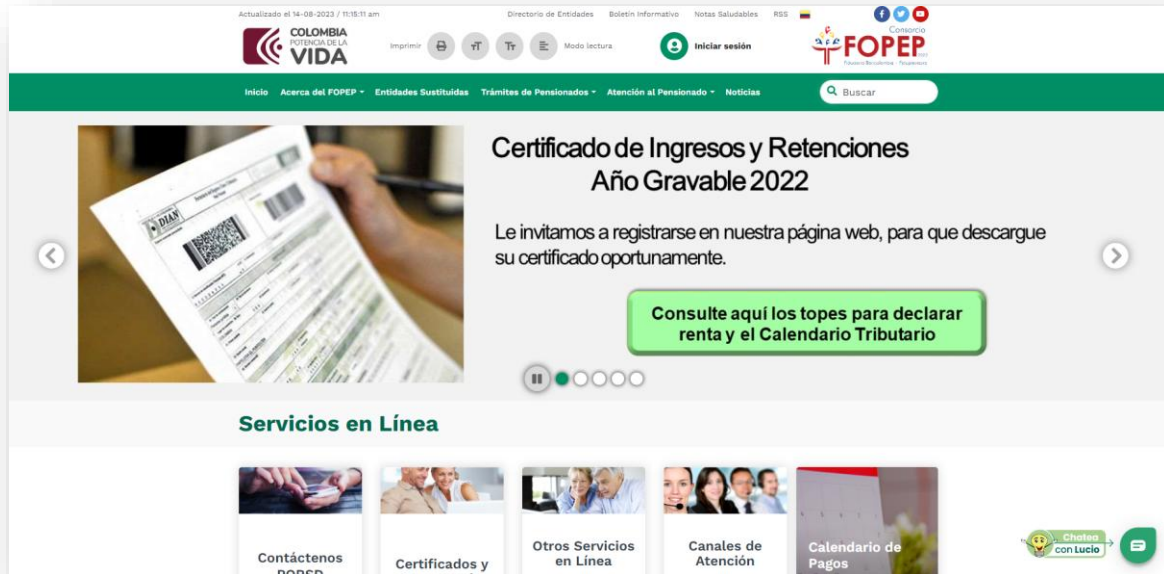 Actualizado el 14-08-2023 / 11:15:11 am
Directorio de Entidades Boletín Informativo Notas Saludables RSS
COLOMBIA
POTENCIA DE LA
VIDA
Imprimir
Modo lectura
Iniciar sesión
Consorcio
FOPEP
Inicio Acerca del FOPEP Entidades Sustituidas Trámites de Pensionados Atención al Pensionado Noticias
Buscar
DIAN
Certificado de Ingresos y Retenciones
Año Gravable 2022
Le invitamos a registrarse en nuestra página web, para que descargue
su certificado oportunamente.
Consulte aquí los topes para declarar
renta y el Calendario Tributario
Servicios en Línea
Contáctenos
PQRSD
Certificados y
Otros Servicios
en Línea
Canales de
Atención
Calendario de
Pagos
Chatea
con Lucio